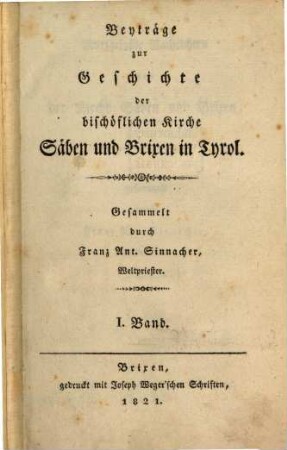 Beyträge
zur
Geschichte
der
bischöflichen Kirche
Säben und Brixen in Tyrol.
Gesammelt
durch
Franz Ant. Sinnacher,
Weltpriester.
I. Band.
Brixen,
gedruckt mit Joseph Weger'schen Schriften,
1821.